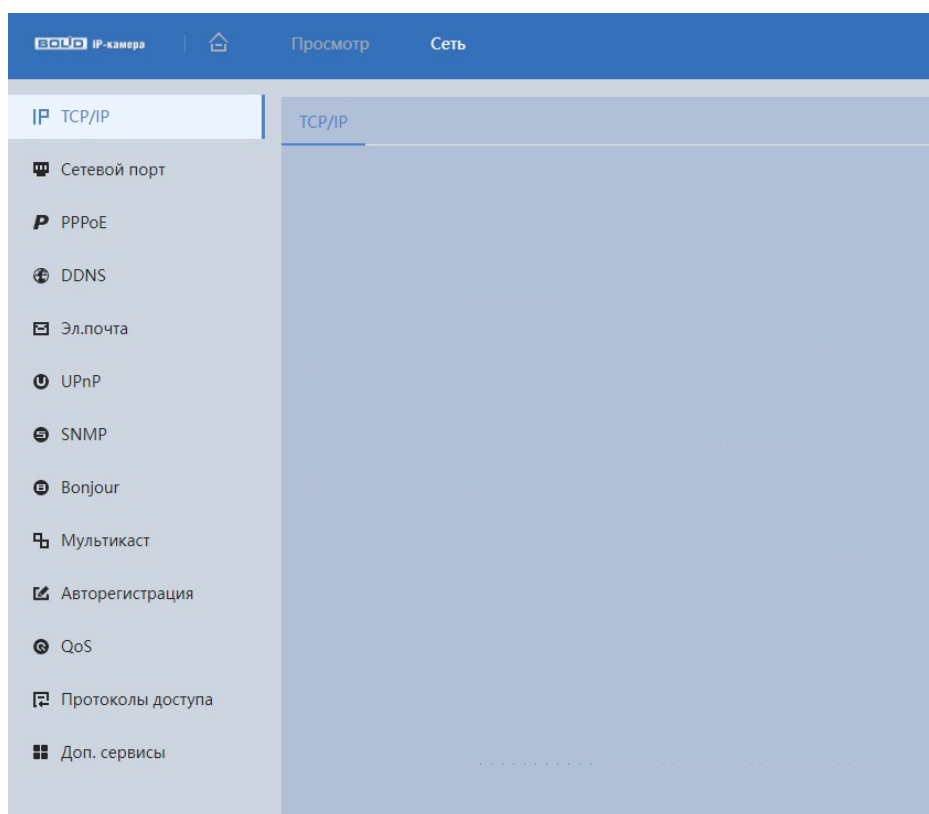 BOLID IP-камера
Просмотр
Сеть
TCP/IP
TCP/IP
Сетевой порт
PPPoE
DDNS
Эл.почта
UPnP
SNMP
Bonjour
Мультикаст
Авторегистрация
QoS
Протоколы доступа
Доп. сервисы